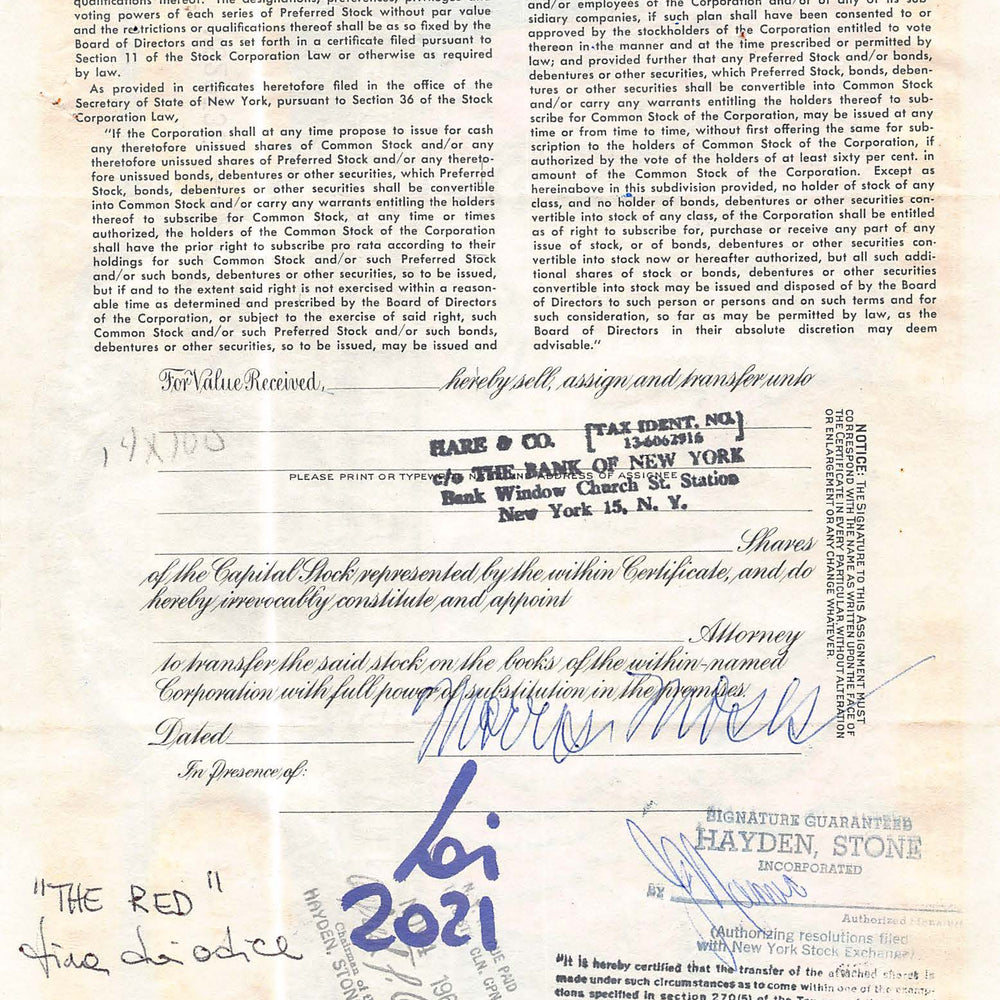 voting powers of each series of Preferred Stock without par value
and the restrictions or qualifications thereof shall be as so fixed by the
Board of Directors and as set forth in a certificate filed pursuant to
Section 11 of the Stock Corporation Law or otherwise as required
by law.
As provided in certificates heretofore filed in the office of the
Secretary of State of New York, pursuant to Section 36 of the Stock
Corporation Law,
"If the Corporation shall at any time propose to issue for cash
any theretofore unissued shares of Common Stock and/or any
theretofore unissued shares of Preferred Stock and/or any thereto-
fore unissued bonds, debentures or other securities, which Preferred
Stock, bonds, debentures or other securities shall be convertible
into Common Stock and/or carry any warrants entitling the holders
thereof to subscribe for Common Stock, at any time or times
authorized, the holders of the Common Stock of the Corporation
shall have the prior right to subscribe pro rata according to their
holdings for such Common Stock and/or such Preferred Stock
and/or such bonds, debentures or other securities, so to be issued,
but if and to the extent said right is not exercised within a reason-
able time as determined and prescribed by the Board of Directors
of the Corporation, or subject to the exercise of said right, such
Common Stock and/or such Preferred Stock and/or such bonds,
debentures or other securities, so to be issued, may be issued and
and/or employees of the Corporation and/or of any of its sub-
sidiary companies, if such plan shall have been consented to or
approved by the stockholders of the Corporation entitled to vote
thereon in the manner and at the time prescribed or permitted by
law; and provided further that any Preferred Stock and/or bonds,
debentures or other securities, which Preferred Stock, bonds, deben-
tures or other securities shall be convertible into Common Stock
and/or carry any warrants entitling the holders thereof to sub-
scribe for Common Stock of the Corporation, may be issued at any
time or from time to time, without first offering the same for sub-
scription to the holders of Common Stock of the Corporation, if
authorized by the vote of the holders of at least sixty per cent. in
amount of the Common Stock of the Corporation. Except as
hereinabove in this subdivision provided, no holder of stock of any
class, and no holder of bonds, debentures or other securities con-
vertible into stock of any class, of the Corporation shall be entitled
as of right to subscribe for, purchase or receive any part of any
issue of stock, or of bonds, debentures or other securities con-
vertible into stock now or hereafter authorized, but all such addi-
tional shares of stock or bonds, debentures or other securities
convertible into stock may be issued and disposed of by the Board
of Directors to such person or persons and on such terms and for
such consideration, so far as may be permitted by law, as the
Board of Directors in their absolute discretion may deem
advisable."
For Value Received, hereby sell, assign and transfer unto
14 X 100
HARE & CO. [TAX IDENT. NO.
13-6062916]
c/o THE BANK OF NEW YORK
PLEASE PRINT OR TYPEWRITE NAME AND ADDRESS OF ASSIGNEE
Bank Window Church St. Station
New York 15, N. Y.
Shares
of the Capital Stock represented by the within Certificate, and do
hereby irrevocably constitute and appoint
Attorney
to transfer the said stock on the books of the within-named
Corporation with full power of substitution in the premises.
Morris Moses
Dated
In Presence of:
NOTICE: THE SIGNATURE TO THIS ASSIGNMENT MUST
CORRESPOND WITH THE NAME AS WRITTEN UPON THE FACE OF
THE CERTIFICATE IN EVERY PARTICULAR, WITHOUT ALTERATION
OR ENLARGEMENT OR ANY CHANGE WHATEVER.
2021
"THE RED"
SIGNATURE GUARANTEED
HAYDEN, STONE
INCORPORATED
BY
Authorized Signature
(Authorizing resolutions filed
with New York Stock Exchange)
HAYDEN, STONE
Chairman of
"It is hereby certified that the transfer of the attached shares is
made under such circumstances as to come within one of the exemp-
tions specified in section 270(5) of the